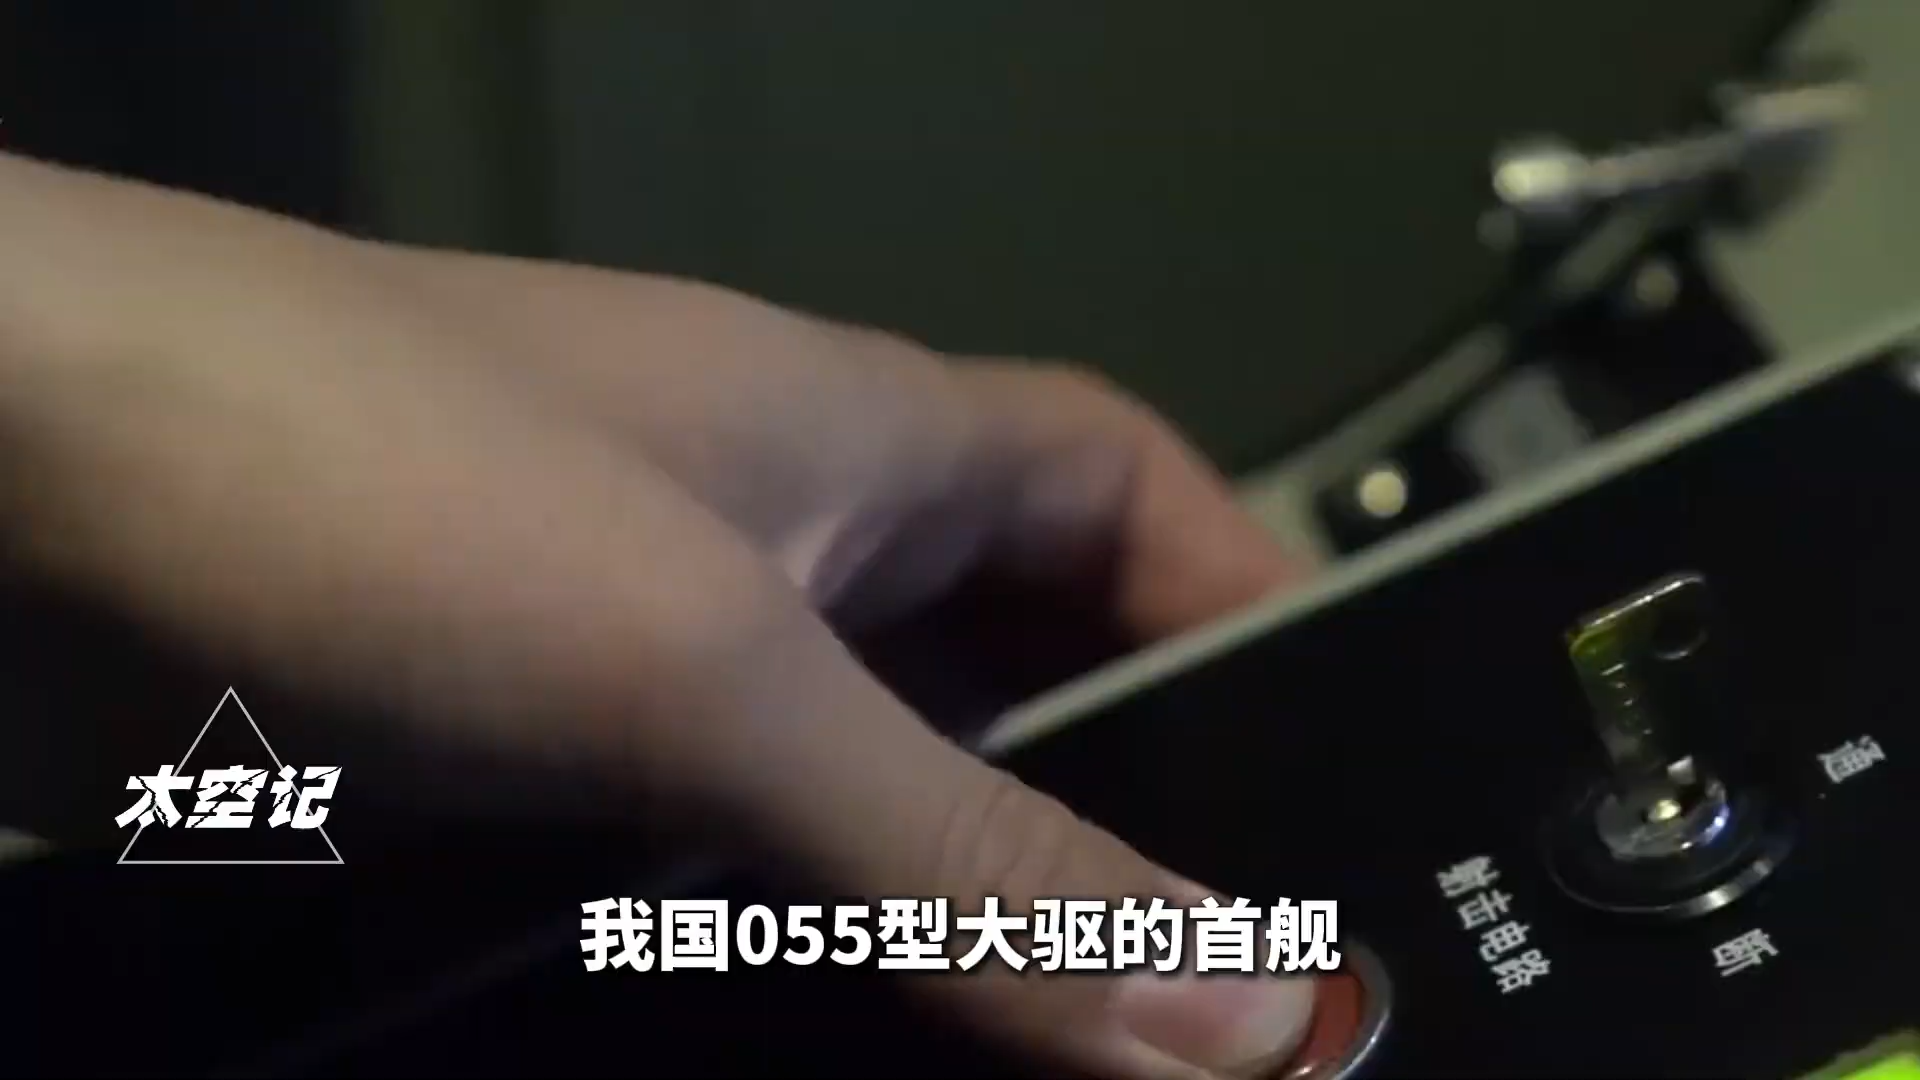 太空记
我国055型大驱的首舰
通
断
射击电路